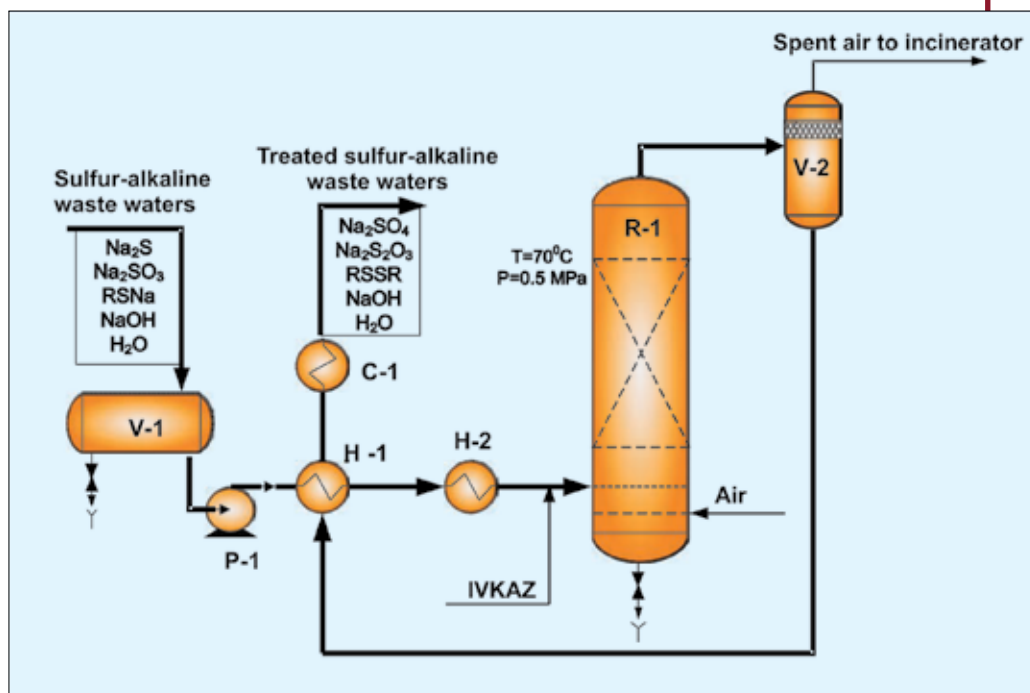 Spent air to incinerator
V-2
Treated sulfur-alkaline
waste waters
Sulfur-alkaline
waste waters
Na₂S
Na₂SO₃
RSNa
NaOH
H₂O
Na₂SO₄
Na₂S₂O₃
RSSR
NaOH
H₂O
R-1
T=70⁰C
P=0.5 MPa
C-1
V-1
H -1
H-2
Air
P-1
IVKAZ